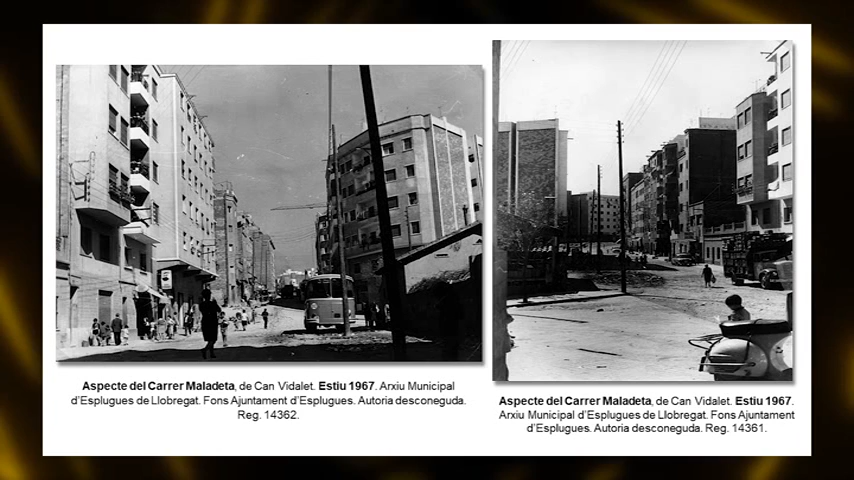 Aspecte del Carrer Maladeta, de Can Vidalet. Estiu 1967. Arxiu Municipal
d'Esplugues de Llobregat. Fons Ajuntament d'Esplugues. Autoria desconeguda.
Reg. 14362.
Aspecte del Carrer Maladeta, de Can Vidalet. Estiu 1967.
Arxiu Municipal d'Esplugues de Llobregat. Fons Ajuntament
d'Esplugues. Autoria desconeguda. Reg. 14361.